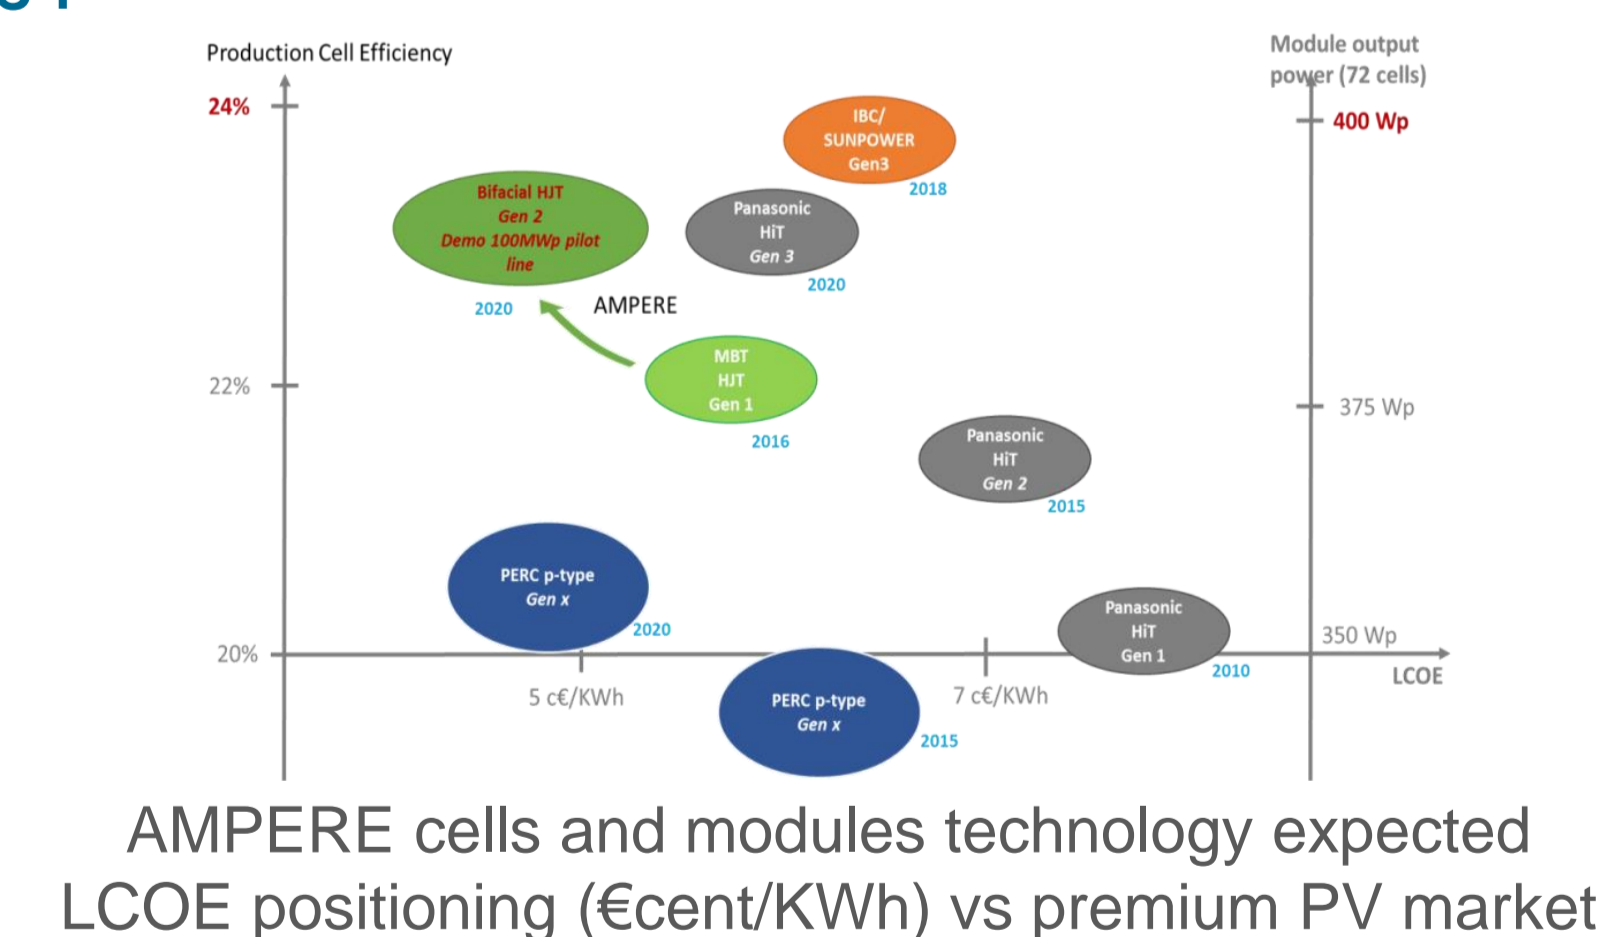 Production Cell Efficiency
Module output
power (72 cells)
24%
400 Wp
IBC/
SUNPOWER
Gen3
2018
Bifacial HJT
Gen 2
Demo 100MWp pilot
line
2020
Panasonic
HiT
Gen 3
2020
AMPERE
MBT
HJT
Gen 1
2016
22%
375 Wp
Panasonic
HiT
Gen 2
2015
PERC p-type
Gen x
2020
Panasonic
HiT
Gen 1
2010
350 Wp
20%
LCOE
5 c€/KWh
7 c€/KWh
PERC p-type
Gen x
2015
AMPERE cells and modules technology expected
LCOE positioning (€cent/KWh) vs premium PV market